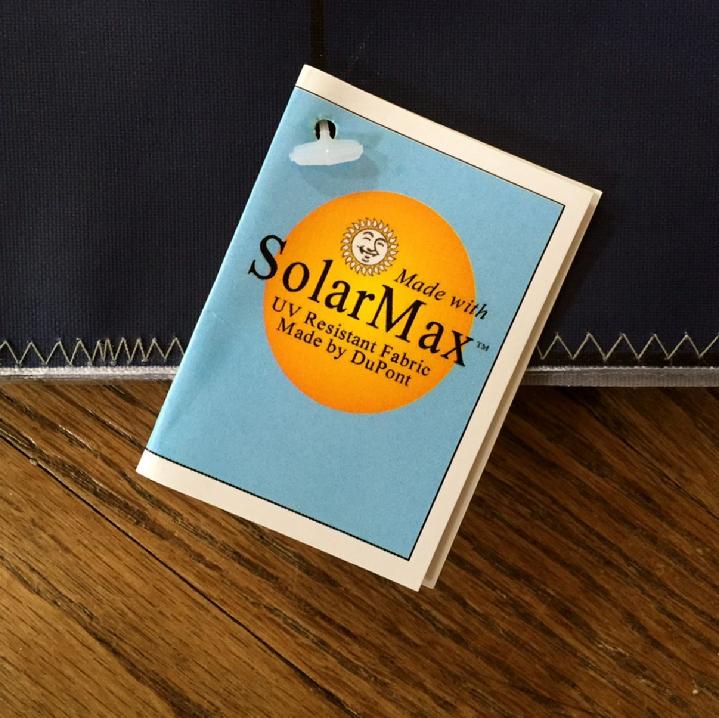 Made with
SolarMax™
UV Resistant Fabric
Made by DuPont